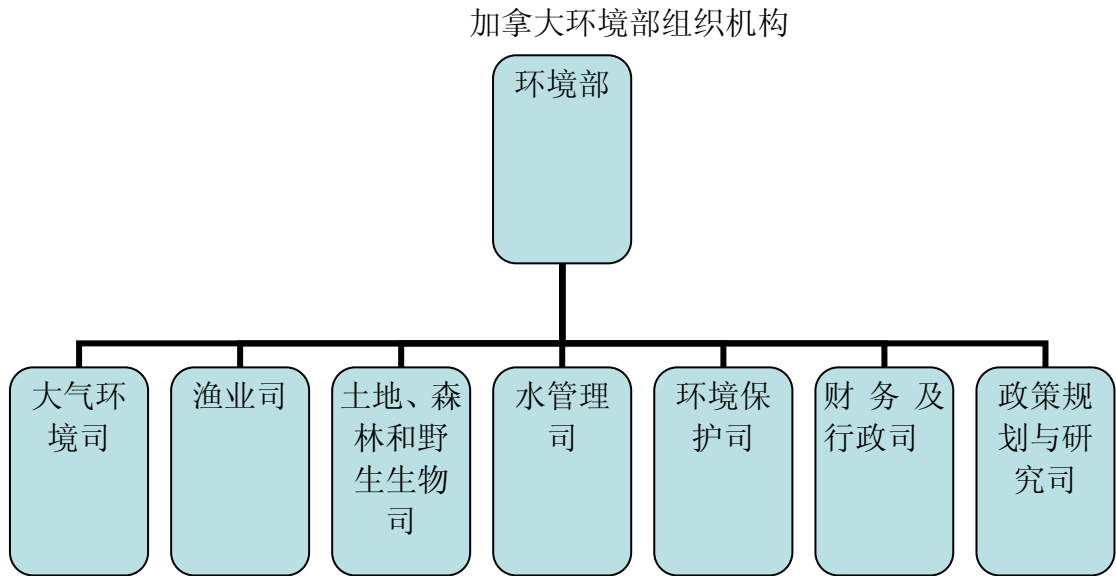 加拿大环境部组织机构
环境部
大气环
境司
渔业司
土地、森
林和野
生生物
司
水管理
司
环境保
护司
财务及
行政司
政策规
划与研
究司